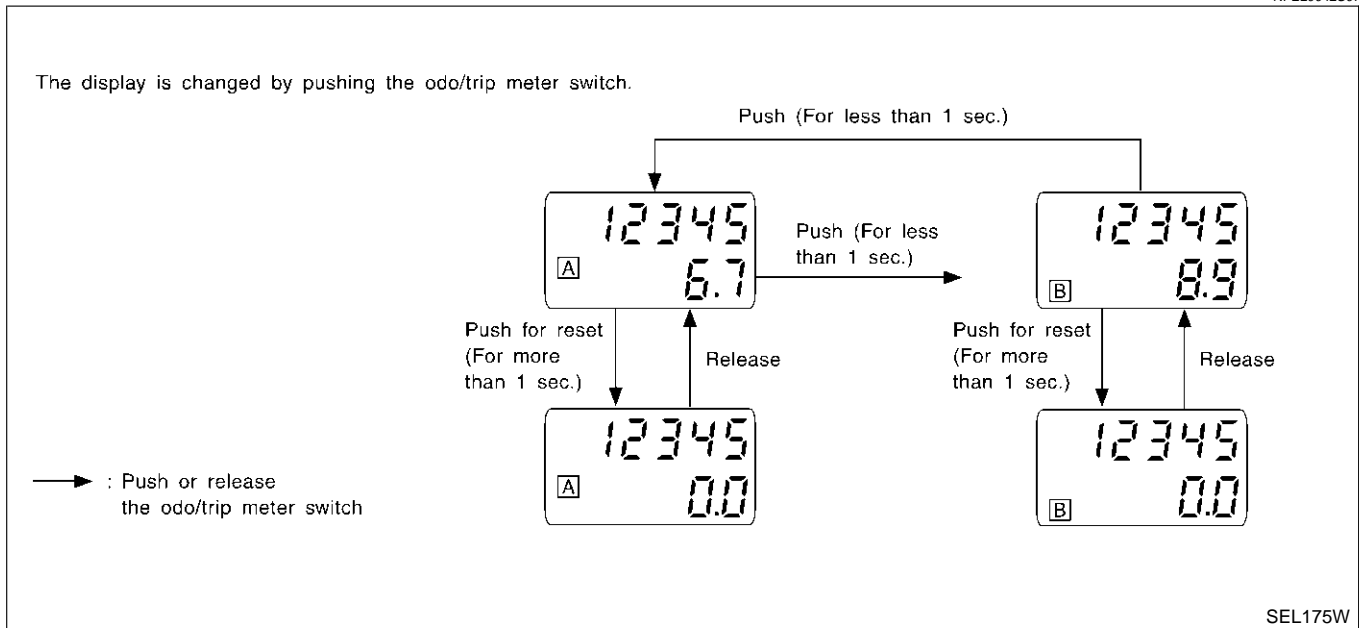 The display is changed by pushing the odo/trip meter switch.
Push (For less than 1 sec.)
12345
A
6.7
Push (For less
than 1 sec.)
12345
B
8.9
Push for reset
(For more
than 1 sec.)
Release
Push for reset
(For more
than 1 sec.)
Release
12345
A
0.0
12345
B
0.0
: Push or release
the odo/trip meter switch
SEL175W